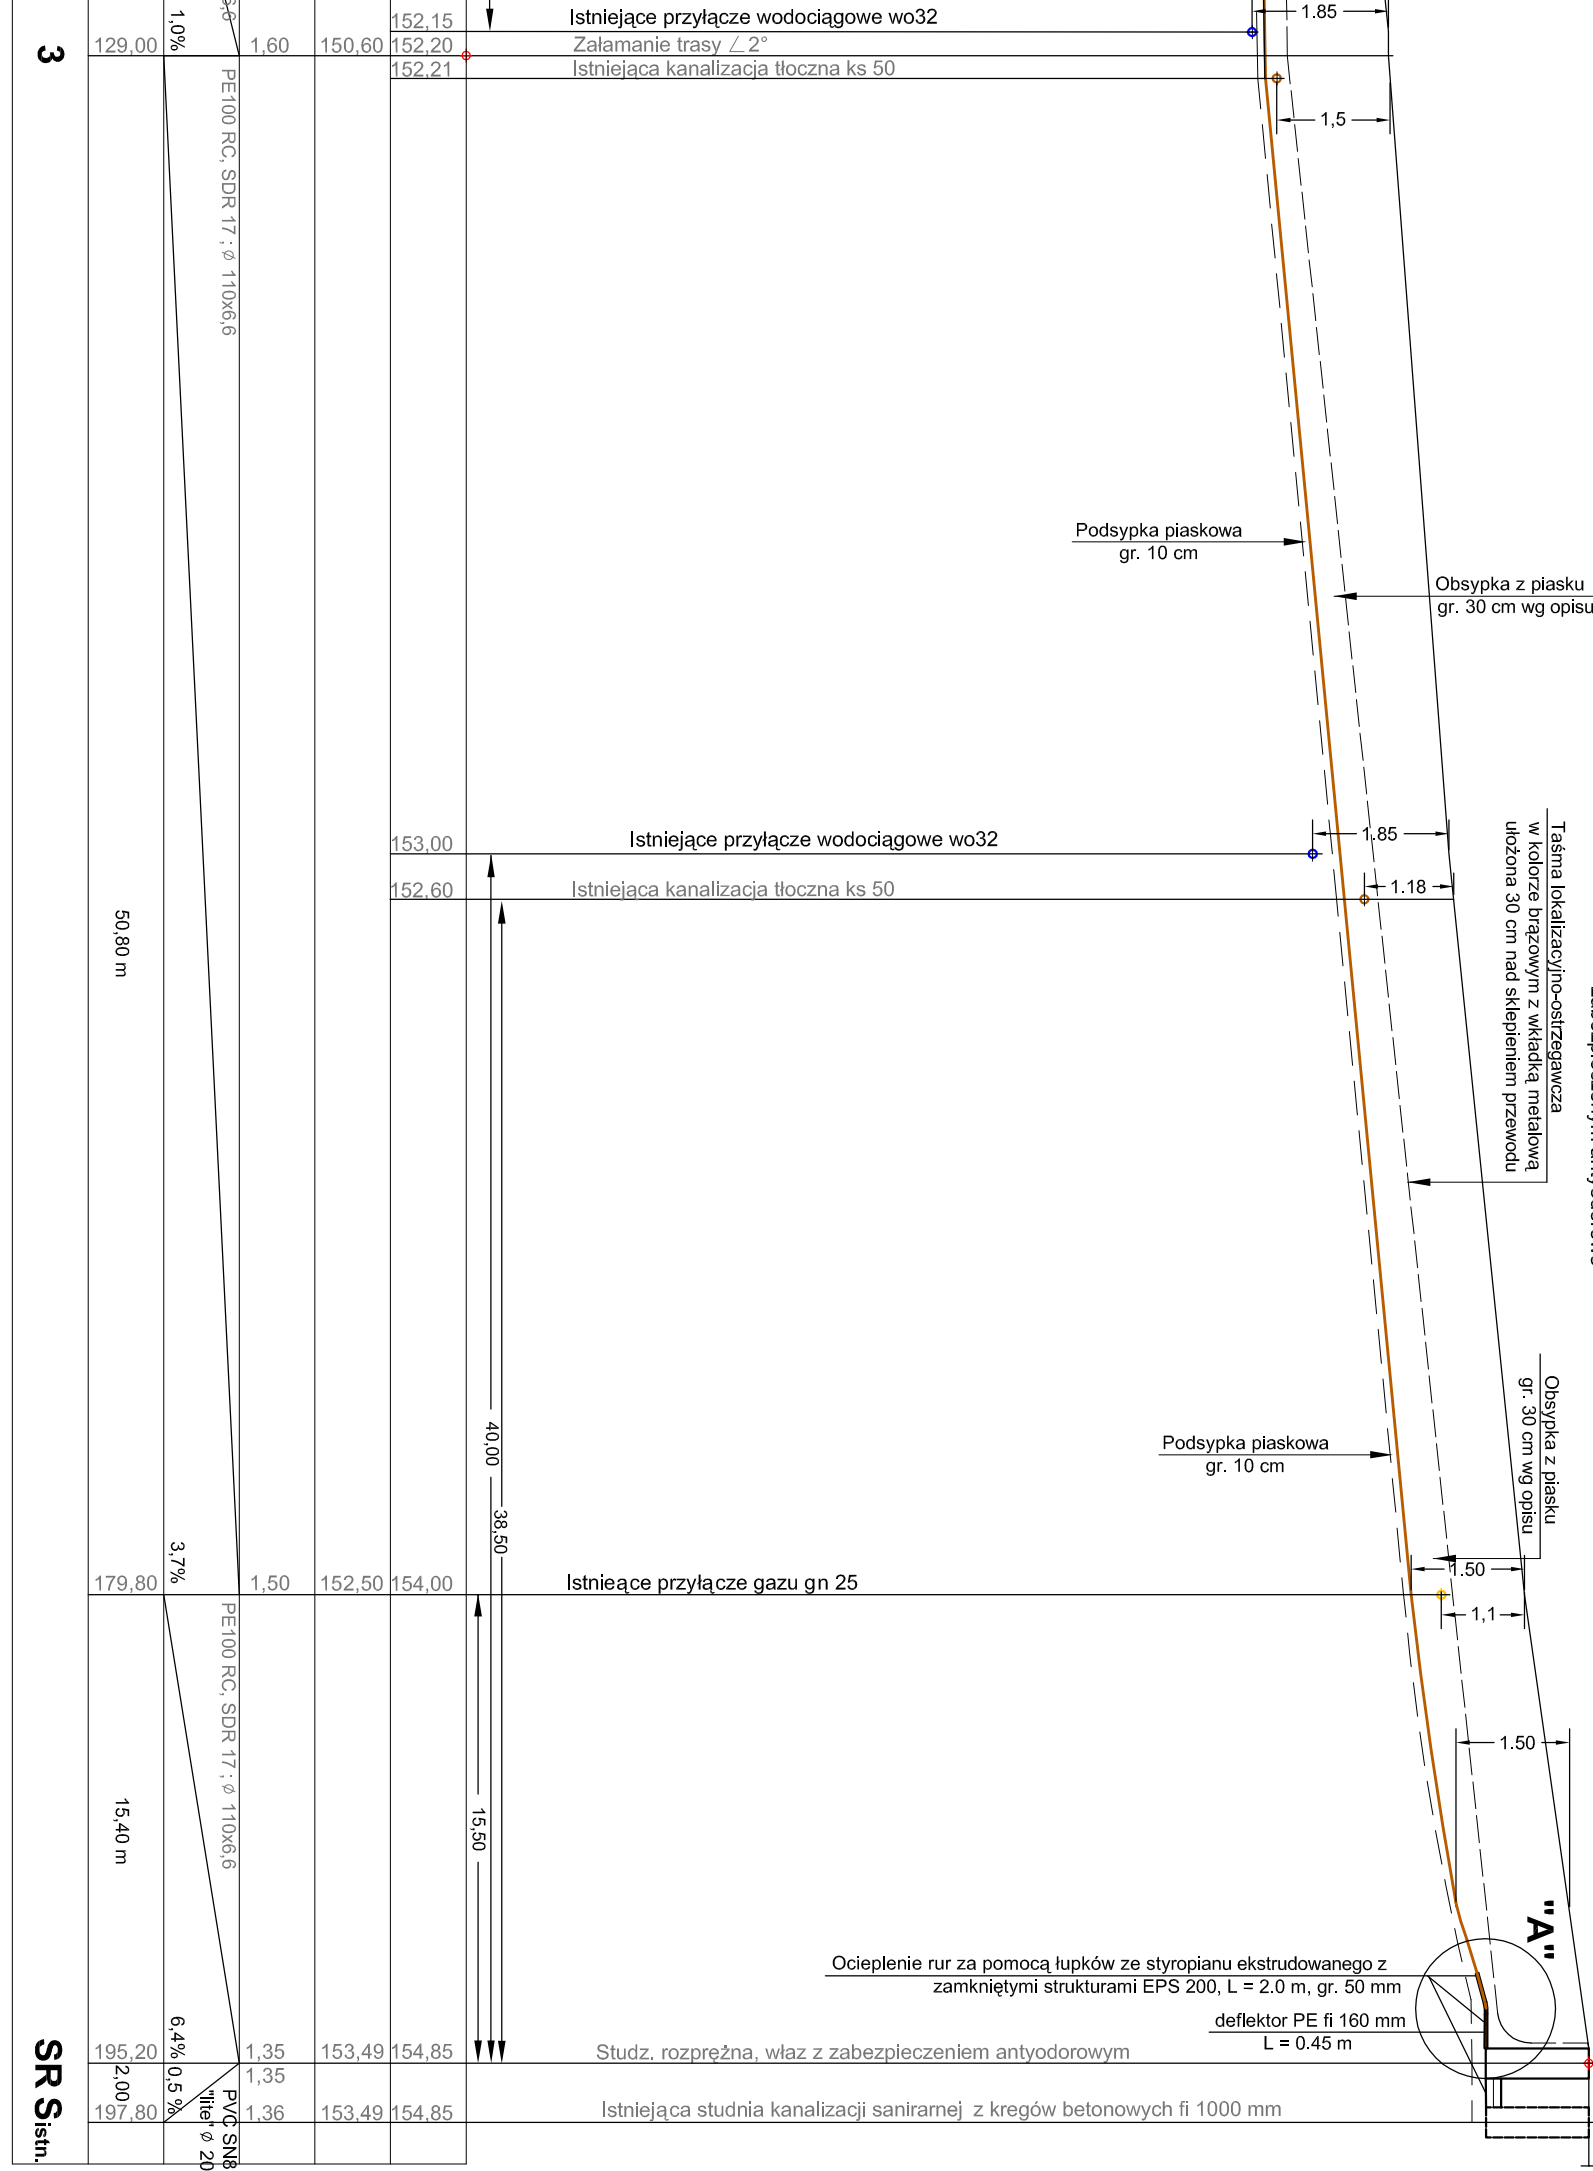 1,0%
152,15
Istniejące przyłącze wodociągowe wo32
1.85
3
129,00
1,60
150,60
152,20
Załamanie trasy ∠ 2°
152,21
Istniejąca kanalizacja tłoczna ks 50
1,5
PE100 RC, SDR 17 ; ø 110x6,6
Podsypka piaskowa
gr. 10 cm
Obsypka z piasku
gr. 30 cm wg opisu
153,00
Istniejące przyłącze wodociągowe wo32
1.85
152,60
Istniejąca kanalizacja tłoczna ks 50
1.18
Taśma lokalizacyjno-ostrzegawcza
w kolorze brązowym z wkładką metalową
ułożona 30 cm nad sklepieniem przewodu
50,80 m
40,00
38,50
Podsypka piaskowa
gr. 10 cm
Obsypka z piasku
gr. 30 cm wg opisu
3,7%
179,80
1,50
152,50
154,00
Istnieące przyłącze gazu gn 25
1.50
1,1
PE100 RC, SDR 17 ; ø 110x6,6
15,40 m
15,50
1.50
"A"
Ocieplenie rur za pomocą łupków ze styropianu ekstrudowanego z
zamkniętymi strukturami EPS 200, L = 2.0 m, gr. 50 mm
deflektor PE fi 160 mm
L = 0.45 m
6,4%
195,20
1,35
153,49
154,85
Studz. rozprężna, właz z zabezpieczeniem antyodorowym
SR
2,00
0,5 %
1,35
PVC SN8
"lite" ø 20
197,80
1,36
153,49
154,85
Istniejąca studnia kanalizacji sanirarnej z kregów betonowych fi 1000 mm
Sistn.